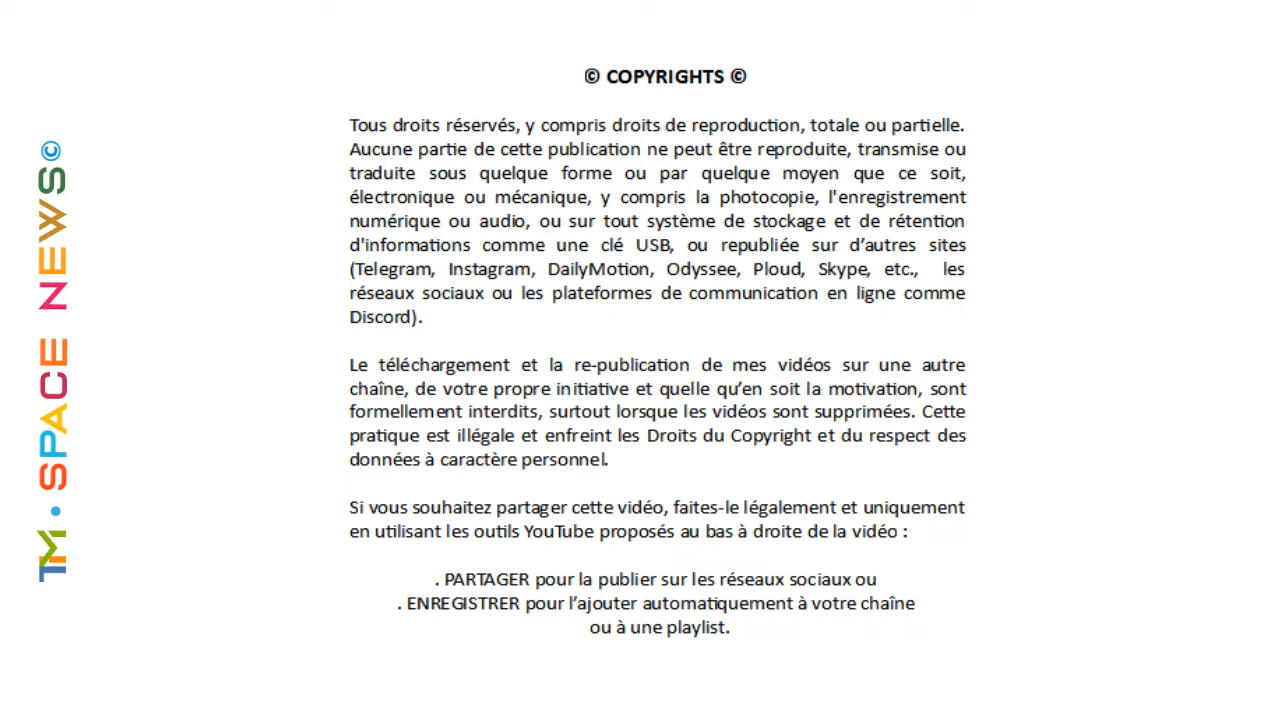 © COPYRIGHTS ©
Tous droits réservés, y compris droits de reproduction, totale ou partielle.
Aucune partie de cette publication ne peut être reproduite, transmise ou
traduite sous quelque forme ou par quelque moyen que ce soit,
électronique ou mécanique, y compris la photocopie, l'enregistrement
numérique ou audio, ou sur tout système de stockage et de rétention
d'informations comme une clé USB, ou republiée sur d’autres sites
(Telegram, Instagram, DailyMotion, Odyssee, Ploud, Skype, etc., les
réseaux sociaux ou les plateformes de communication en ligne comme
Discord).
Le téléchargement et la re-publication de mes vidéos sur une autre
chaîne, de votre propre initiative et quelle qu’en soit la motivation, sont
formellement interdits, surtout lorsque les vidéos sont supprimées. Cette
pratique est illégale et enfreint les Droits du Copyright et du respect des
données à caractère personnel.
Si vous souhaitez partager cette vidéo, faites-le légalement et uniquement
en utilisant les outils YouTube proposés au bas à droite de la vidéo :
. PARTAGER pour la publier sur les réseaux sociaux ou
. ENREGISTRER pour l’ajouter automatiquement à votre chaîne
ou à une playlist.
TM • SPACE NEWS©